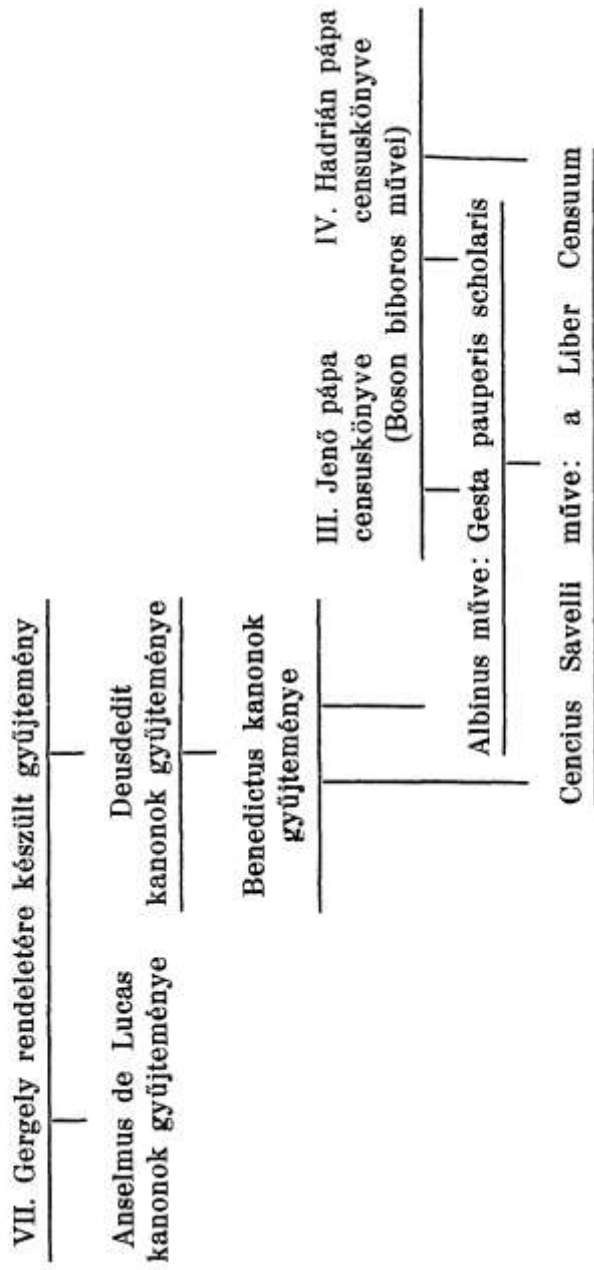 VII. Gergely rendeletére készült gyűjtemény
Anselmus de Lucas
kanonok gyűjteménye
Deusdedit
kanonok gyűjteménye
Benedictus kanonok
gyűjteménye
III. Jenő pápa
censuskönyve
IV. Hadrián pápa
censuskönyve
(Boson biboros művei)
Albinus műve: Gesta pauperis scholaris
Cencius Savelli műve: a Liber Censuum